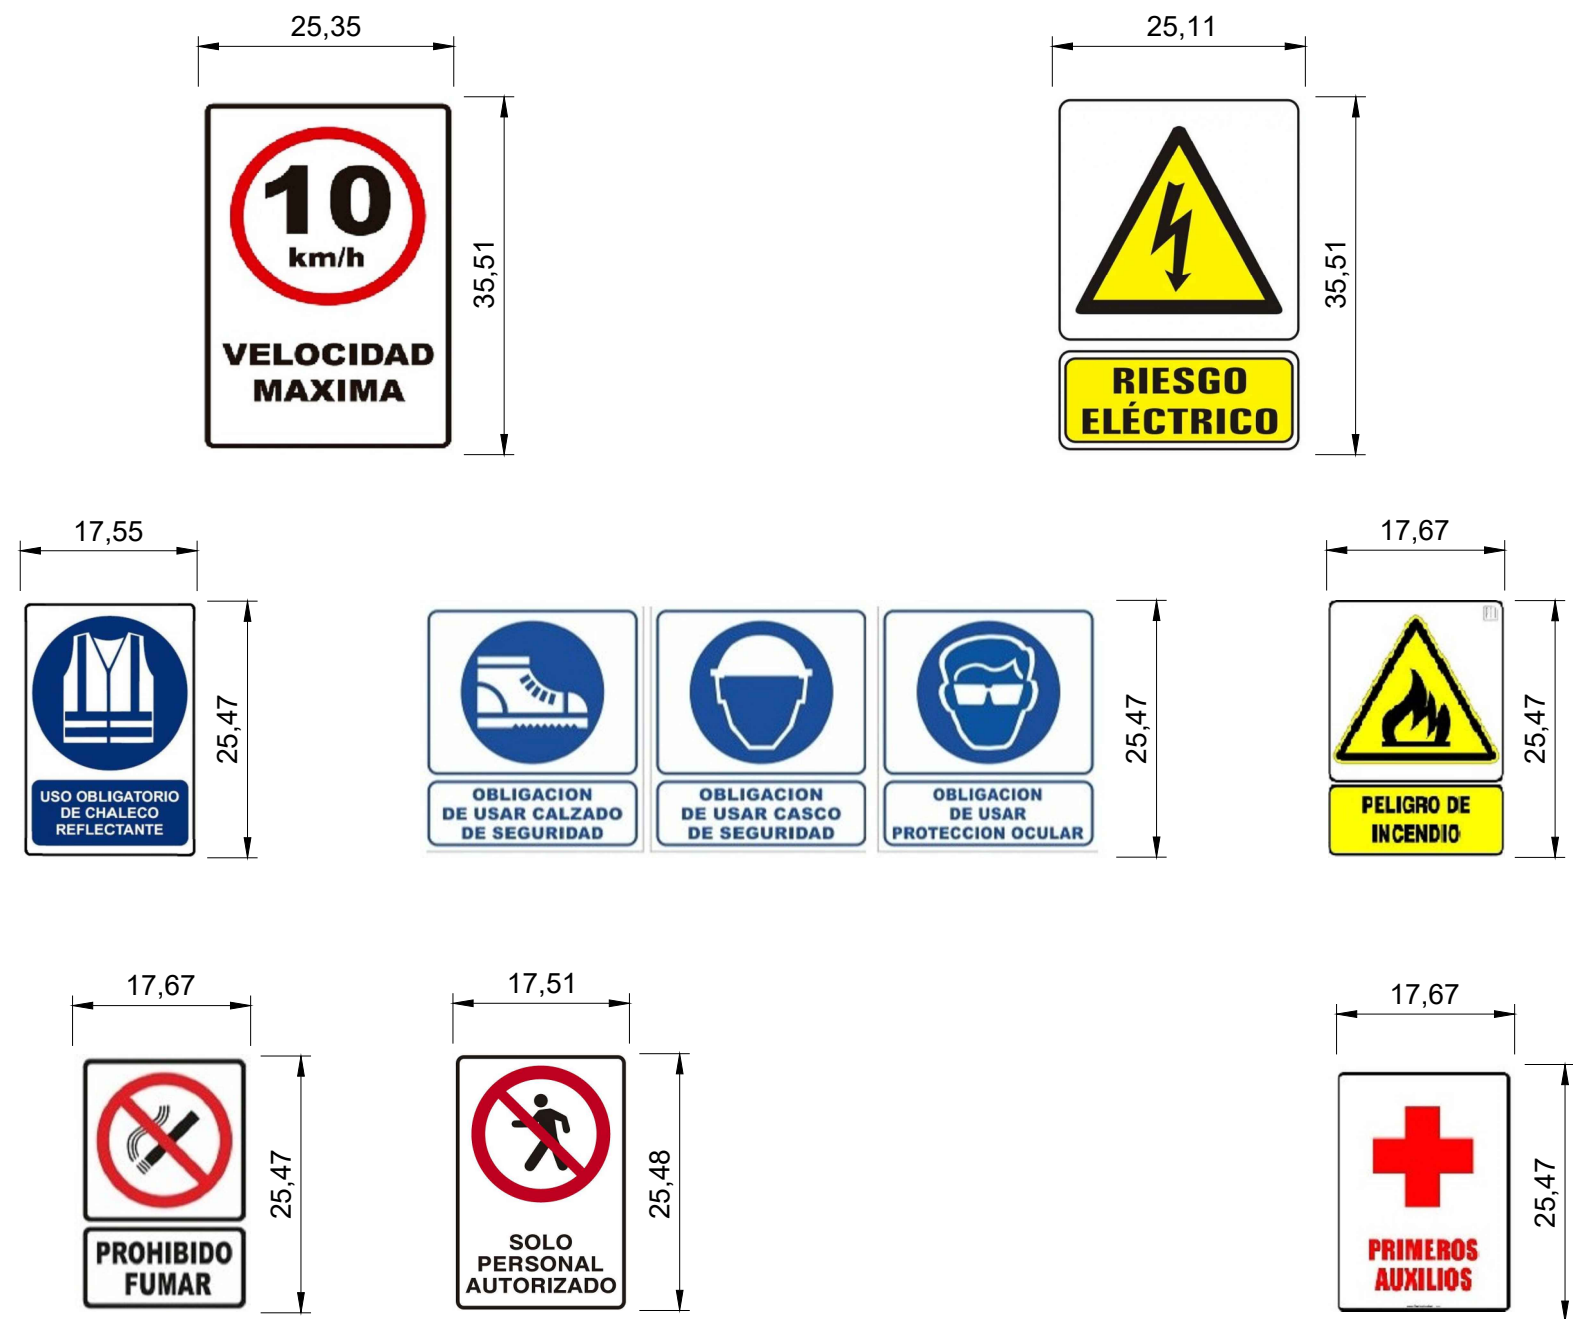 25,35
25,11
10
km/h
VELOCIDAD
MAXIMA
35,51
RIESGO
ELÉCTRICO
35,51
17,55
USO OBLIGATORIO
DE CHALECO
REFLECTANTE
25,47
OBLIGACION
DE USAR CALZADO
DE SEGURIDAD
OBLIGACION
DE USAR CASCO
DE SEGURIDAD
OBLIGACION
DE USAR
PROTECCION OCULAR
25,47
17,67
PELIGRO DE
INCENDIO
25,47
17,67
PROHIBIDO
FUMAR
25,47
17,51
SOLO
PERSONAL
AUTORIZADO
25,48
17,67
PRIMEROS
AUXILIOS
25,47